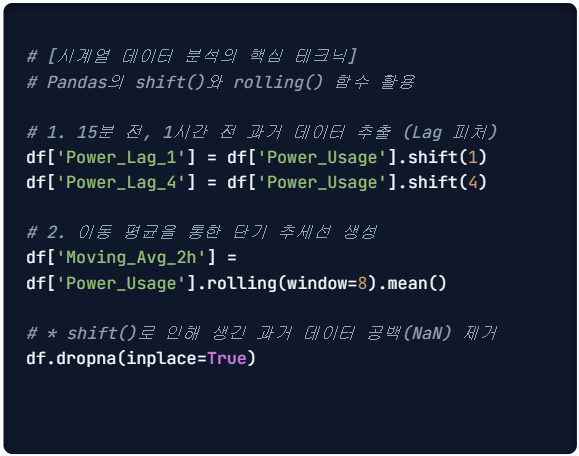 # [시계열 데이터 분석의 핵심 테크닉]
# Pandas의 shift()와 rolling() 함수 활용
# 1. 15분 전, 1시간 전 과거 데이터 추출 (Lag 피처)
df['Power_Lag_1'] = df['Power_Usage'].shift(1)
df['Power_Lag_4'] = df['Power_Usage'].shift(4)
# 2. 이동 평균을 통한 단기 추세선 생성
df['Moving_Avg_2h'] =
df['Power_Usage'].rolling(window=8).mean()
# * shift()로 인해 생긴 과거 데이터 공백(NaN) 제거
df.dropna(inplace=True)